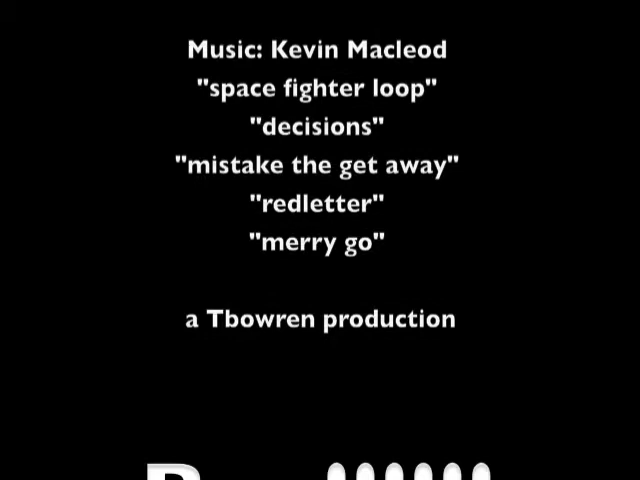 Music: Kevin Macleod
"space fighter loop"
"decisions"
"mistake the get away"
"redletter"
"merry go"
a Tbowren production